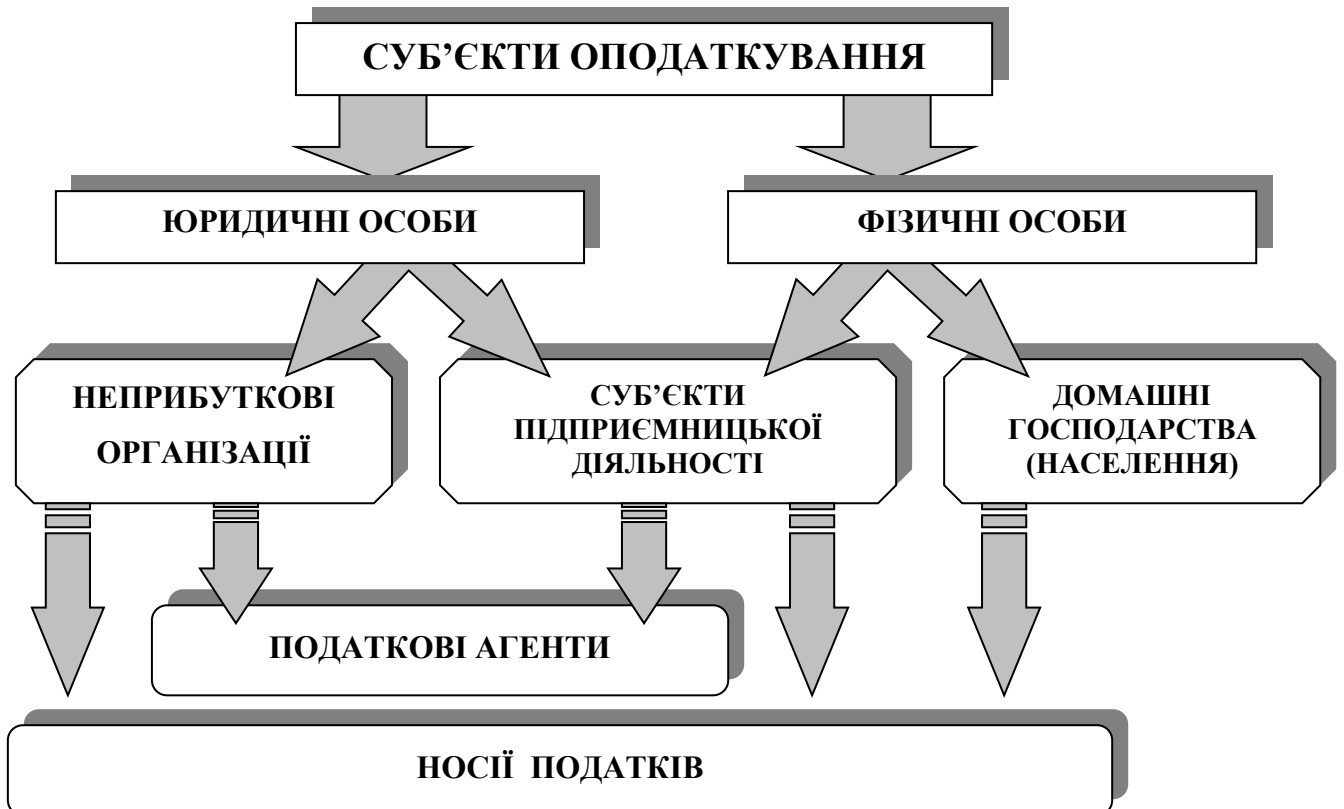 СУБ’ЄКТИ ОПОДАТКУВАННЯ
ЮРИДИЧНІ ОСОБИ
ФІЗИЧНІ ОСОБИ
НЕПРИБУТКОВІ
ОРГАНІЗАЦІЇ
СУБ’ЄКТИ
ПІДПРИЄМНИЦЬКОЇ
ДІЯЛЬНОСТІ
ДОМАШНІ
ГОСПОДАРСТВА
(НАСЕЛЕННЯ)
ПОДАТКОВІ АГЕНТИ
НОСІЇ ПОДАТКІВ